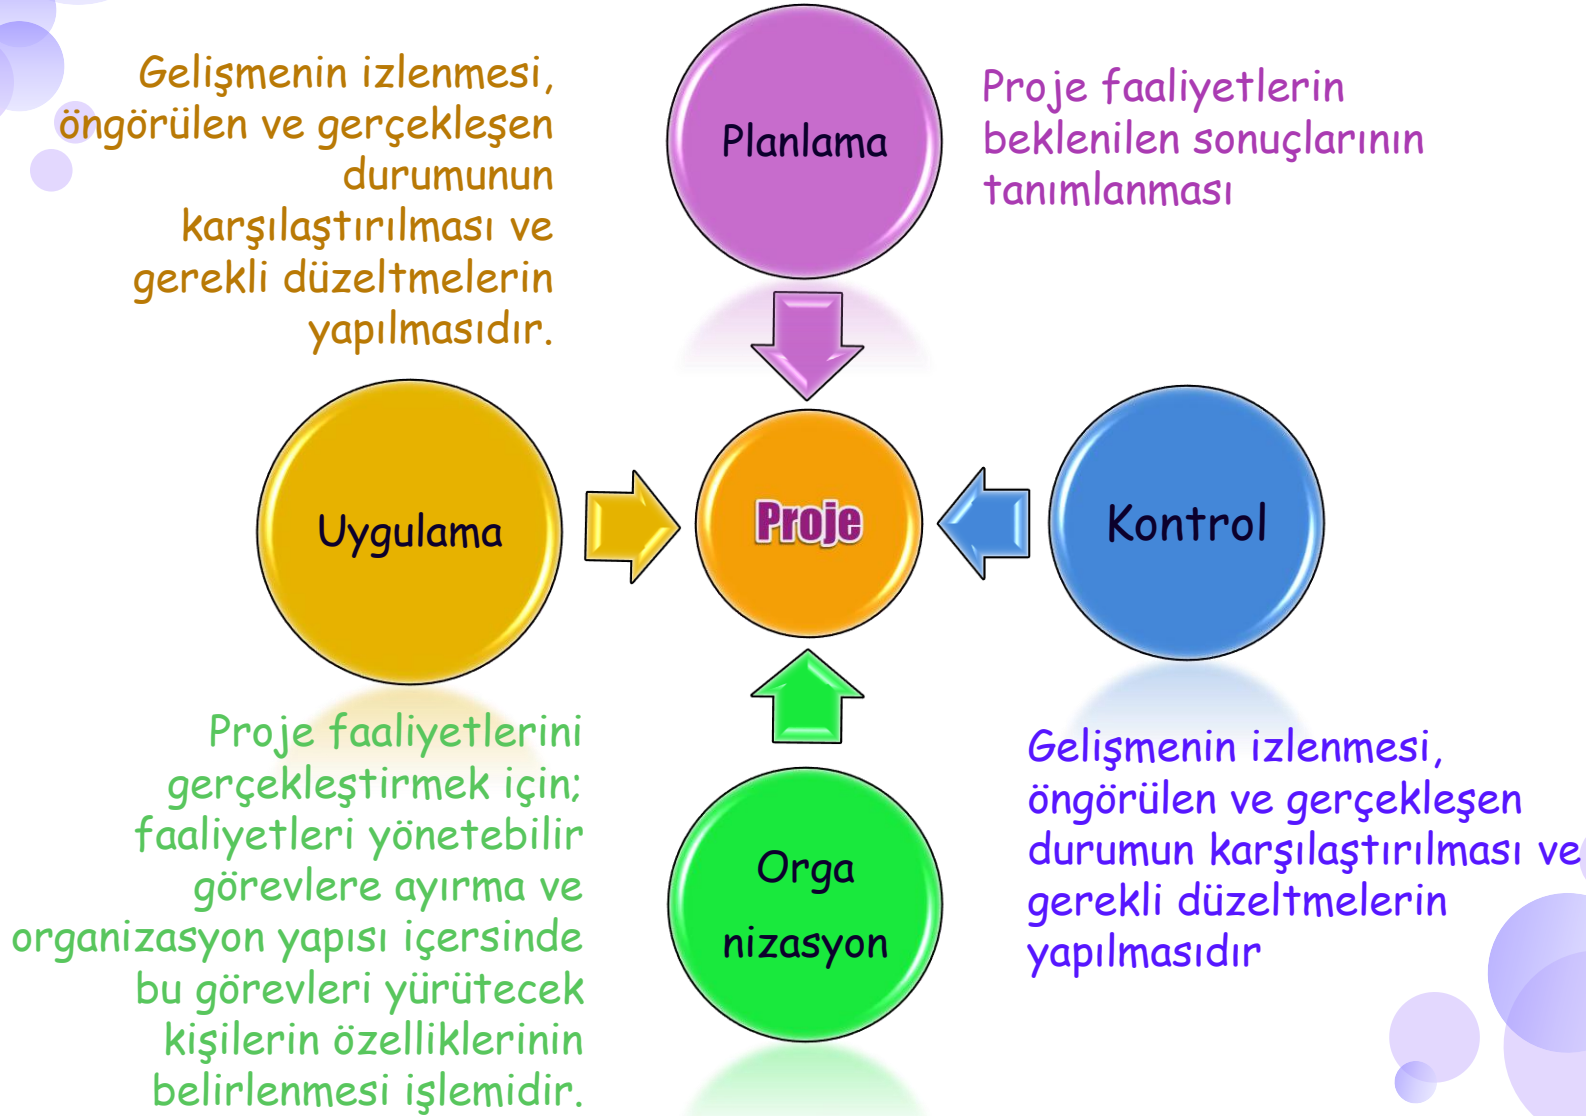 Gelişmenin izlenmesi,
öngörülen ve gerçekleşen
durumunun
karşılaştırılması ve
gerekli düzeltmelerin
yapılmasıdır.
Planlama
Proje faaliyetlerin
beklenilen sonuçlarının
tanımlanması
Uygulama
Proje
Kontrol
Proje faaliyetlerini
gerçekleştirmek için;
faaliyetleri yönetebilir
görevlere ayırma ve
organizasyon yapısı içersinde
bu görevleri yürütecek
kişilerin özelliklerinin
belirlenmesi işlemidir.
Orga
nizasyon
Gelişmenin izlenmesi,
öngörülen ve gerçekleşen
durumun karşılaştırılması ve
gerekli düzeltmelerin
yapılmasıdır